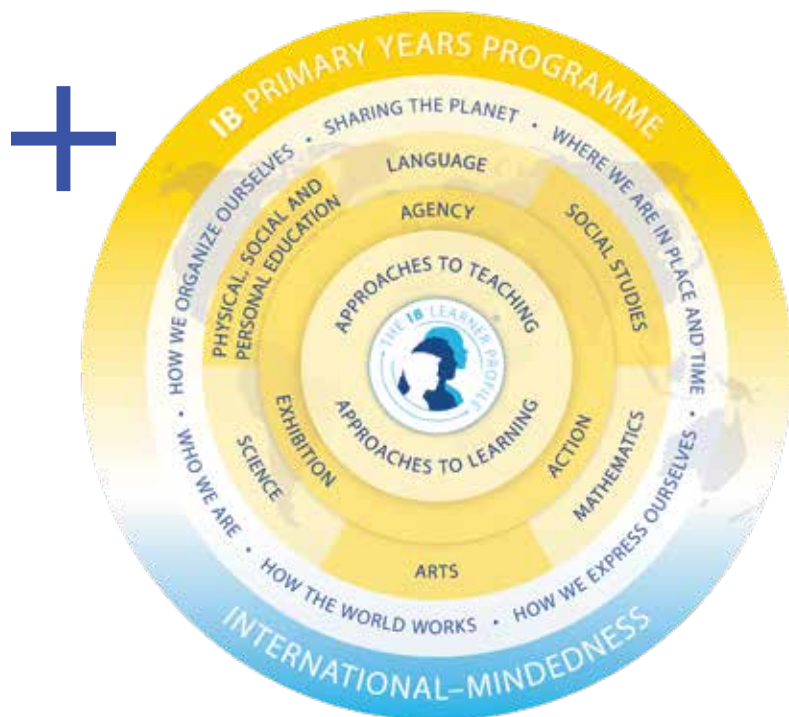 +
IB PRIMARY YEARS PROGRAMME
HOW WE ORGANIZE OURSELVES • SHARING THE PLANET • WHERE WE ARE IN PLACE AND TIME •
WHO WE ARE • HOW THE WORLD WORKS • HOW WE EXPRESS OURSELVES
LANGUAGE
SOCIAL STUDIES
MATHEMATICS
ARTS
SCIENCE
PHYSICAL, SOCIAL AND
PERSONAL EDUCATION
AGENCY
ACTION
EXHIBITION
APPROACHES TO TEACHING
APPROACHES TO LEARNING
THE IB LEARNER PROFILE
®
INTERNATIONAL–MINDEDNESS